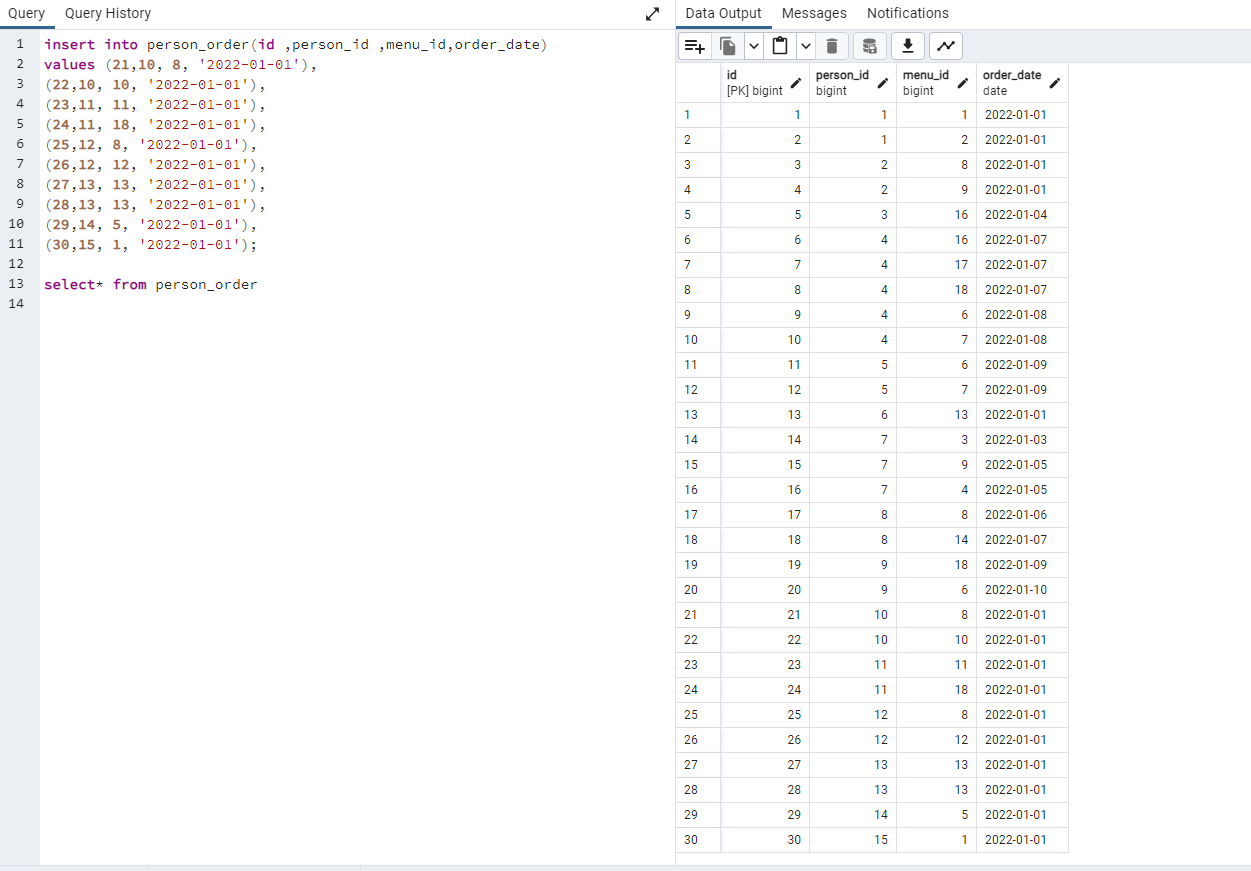 Query Query History
1 insert into person_order(id ,person_id ,menu_id,order_date)
2 values (21,10, 8, '2022-01-01'),
3 (22,10, 10, '2022-01-01'),
4 (23,11, 11, '2022-01-01'),
5 (24,11, 18, '2022-01-01'),
6 (25,12, 8, '2022-01-01'),
7 (26,12, 12, '2022-01-01'),
8 (27,13, 13, '2022-01-01'),
9 (28,13, 13, '2022-01-01'),
10 (29,14, 5, '2022-01-01'),
11 (30,15, 1, '2022-01-01');
12
13 select* from person_order
14
Data Output Messages Notifications
id person_id menu_id order_date
[PK] bigint bigint bigint date
1 1 1 1 2022-01-01
2 2 1 2 2022-01-01
3 3 2 8 2022-01-01
4 4 2 9 2022-01-01
5 5 3 16 2022-01-04
6 6 4 16 2022-01-07
7 7 4 17 2022-01-07
8 8 4 18 2022-01-07
9 9 4 6 2022-01-08
10 10 4 7 2022-01-08
11 11 5 6 2022-01-09
12 12 5 7 2022-01-09
13 13 6 13 2022-01-01
14 14 7 3 2022-01-03
15 15 7 9 2022-01-05
16 16 7 4 2022-01-05
17 17 8 8 2022-01-06
18 18 8 14 2022-01-07
19 19 9 18 2022-01-09
20 20 9 6 2022-01-10
21 21 10 8 2022-01-01
22 22 10 10 2022-01-01
23 23 11 11 2022-01-01
24 24 11 18 2022-01-01
25 25 12 8 2022-01-01
26 26 12 12 2022-01-01
27 27 13 13 2022-01-01
28 28 13 13 2022-01-01
29 29 14 5 2022-01-01
30 30 15 1 2022-01-01